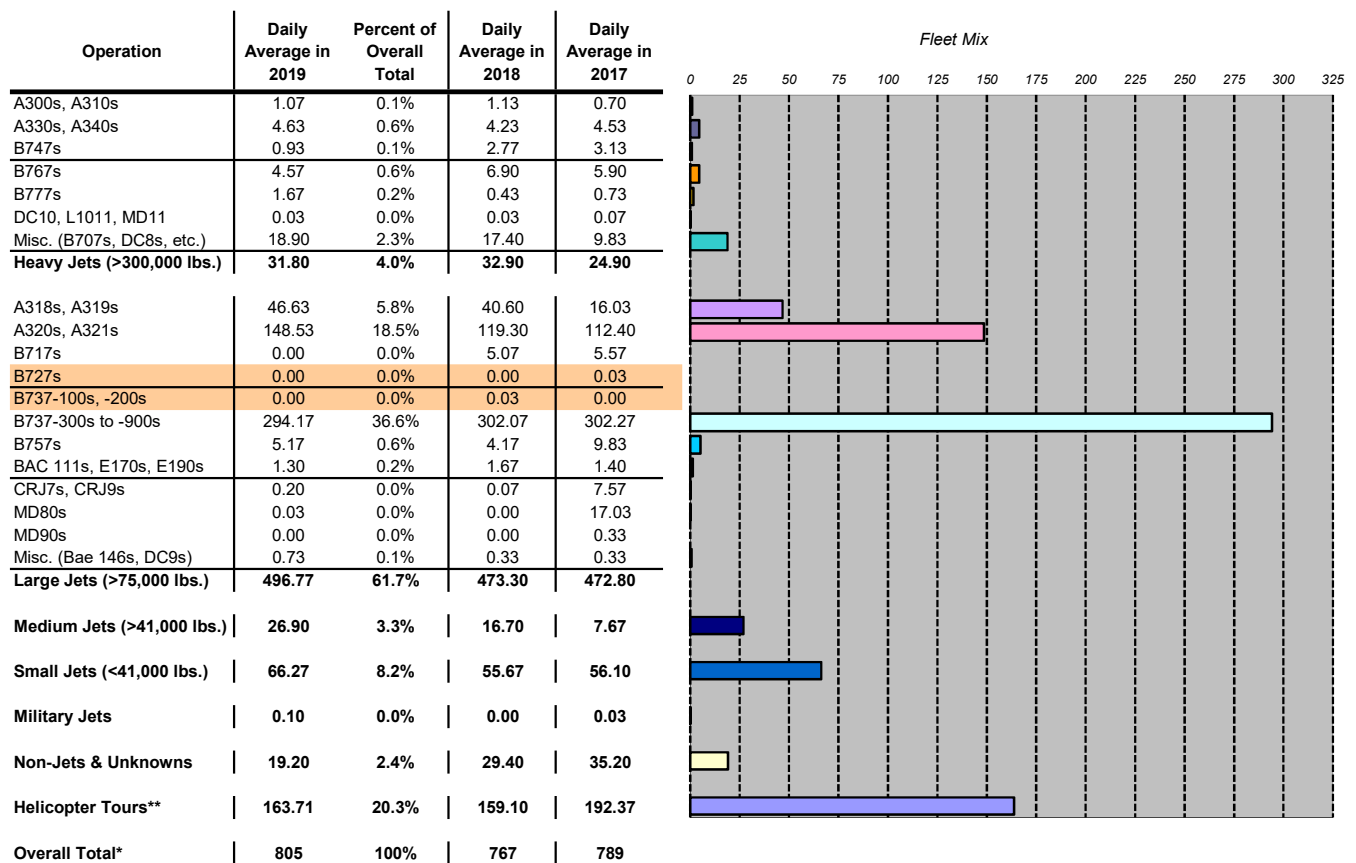 Operation Daily Average in 2019 Percent of Overall Total Daily Average in 2018 Daily Average in 2017
Fleet Mix
0 25 50 75 100 125 150 175 200 225 250 275 300 325
A300s, A310s 1.07 0.1% 1.13 0.70
A330s, A340s 4.63 0.6% 4.23 4.53
B747s 0.93 0.1% 2.77 3.13
B767s 4.57 0.6% 6.90 5.90
B777s 1.67 0.2% 0.43 0.73
DC10, L1011, MD11 0.03 0.0% 0.03 0.07
Misc. (B707s, DC8s, etc.) 18.90 2.3% 17.40 9.83
Heavy Jets (>300,000 lbs.) 31.80 4.0% 32.90 24.90
A318s, A319s 46.63 5.8% 40.60 16.03
A320s, A321s 148.53 18.5% 119.30 112.40
B717s 0.00 0.0% 5.07 5.57
B727s 0.00 0.0% 0.00 0.03
B737-100s, -200s 0.00 0.0% 0.03 0.00
B737-300s to -900s 294.17 36.6% 302.07 302.27
B757s 5.17 0.6% 4.17 9.83
BAC 111s, E170s, E190s 1.30 0.2% 1.67 1.40
CRJ7s, CRJ9s 0.20 0.0% 0.07 7.57
MD80s 0.03 0.0% 0.00 17.03
MD90s 0.00 0.0% 0.00 0.33
Misc. (Bae 146s, DC9s) 0.73 0.1% 0.33 0.33
Large Jets (>75,000 lbs.) 496.77 61.7% 473.30 472.80
Medium Jets (>41,000 lbs.) 26.90 3.3% 16.70 7.67
Small Jets (<41,000 lbs.) 66.27 8.2% 55.67 56.10
Military Jets 0.10 0.0% 0.00 0.03
Non-Jets & Unknowns 19.20 2.4% 29.40 35.20
Helicopter Tours** 163.71 20.3% 159.10 192.37
Overall Total* 805 100% 767 789